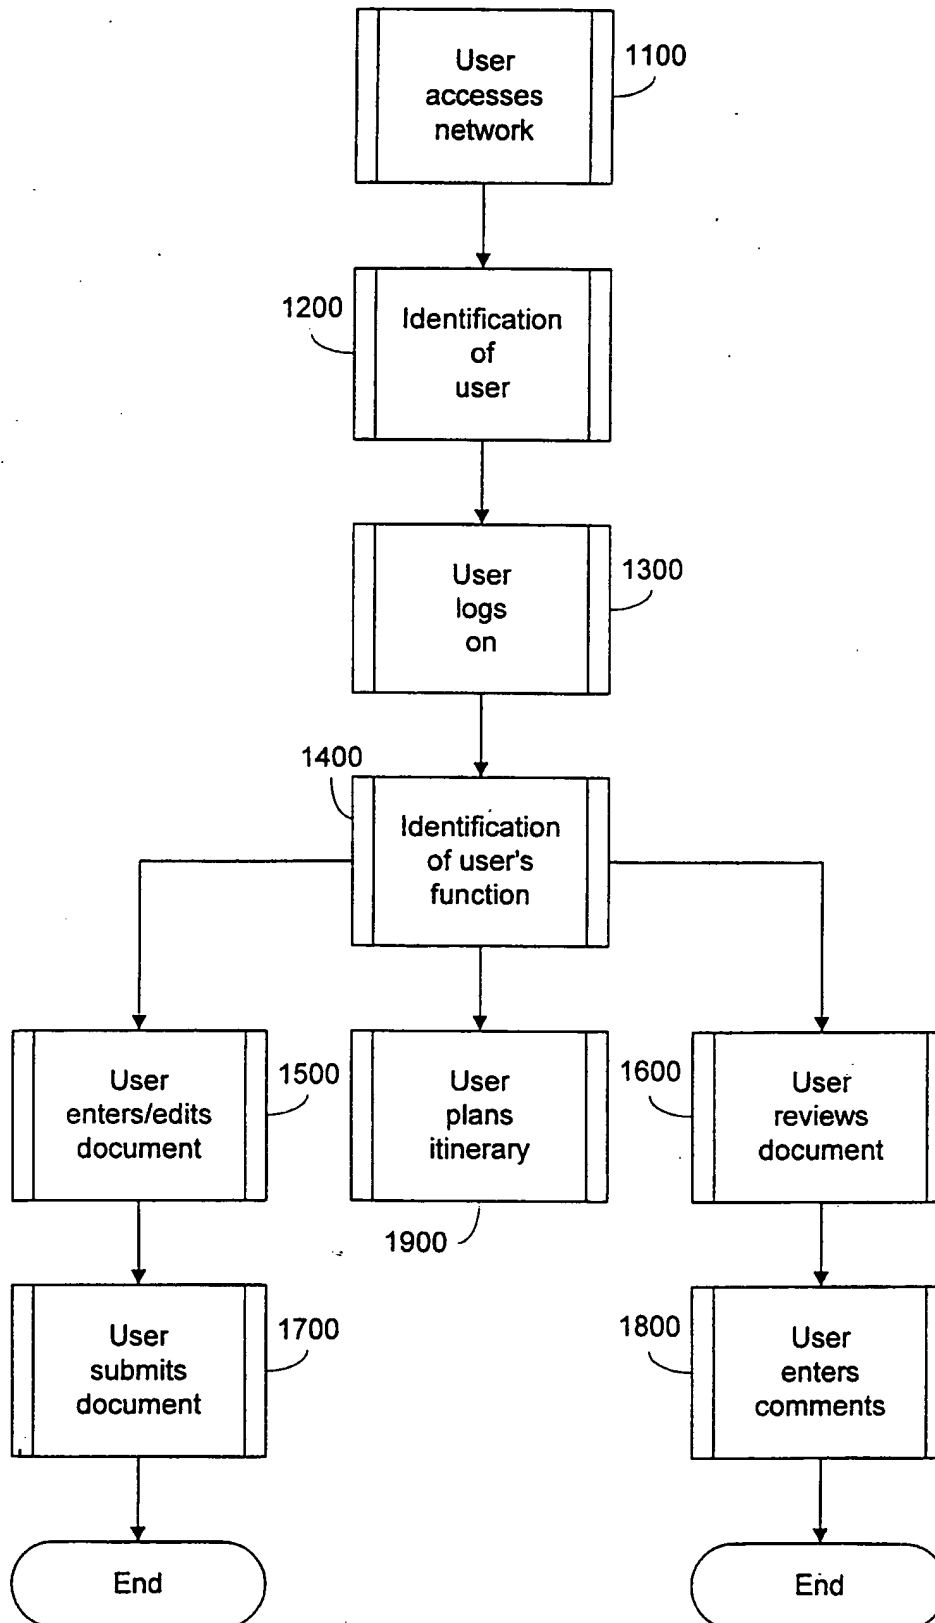 User
accesses
network
1100
1200
Identification
of
user
User
logs
on
1300
1400
Identification
of user's
function
User
enters/edits
document
1500
User
plans
itinerary
1900
1600
User
reviews
document
User
submits
document
1700
1800
User
enters
comments
End
End